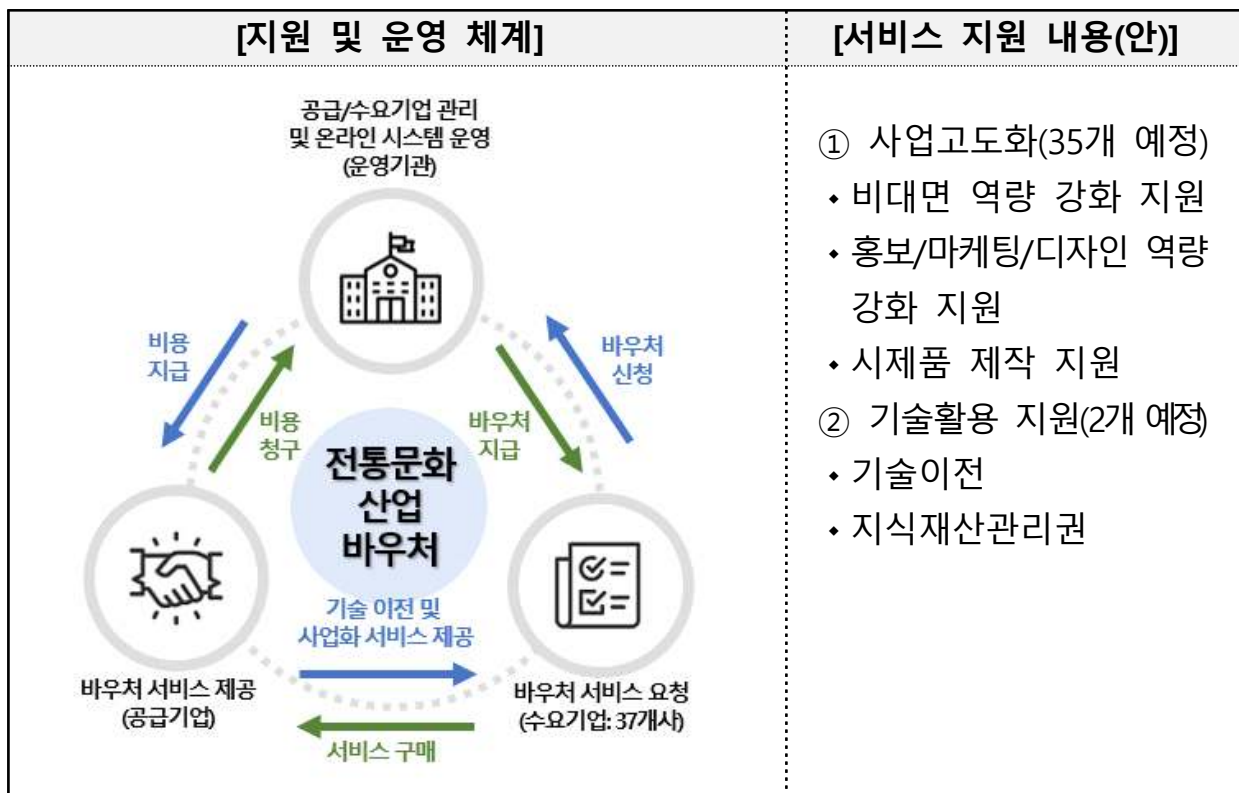 [지원 및 운영 체계]
[서비스 지원 내용(안)]
공급/수요기업 관리
및 온라인 시스템 운영
(운영기관)
비용
지급
비용
청구
바우처
지급
바우처
신청
전통문화
산업
바우처
기술 이전 및
사업화 서비스 제공
바우처 서비스 제공
(공급기업)
바우처 서비스 요청
(수요기업: 37개사)
서비스 구매
① 사업고도화(35개 예정)
⬩ 비대면 역량 강화 지원
⬩ 홍보/마케팅/디자인 역량
강화 지원
⬩ 시제품 제작 지원
② 기술활용 지원(2개 예정)
⬩ 기술이전
⬩ 지식재산관리권